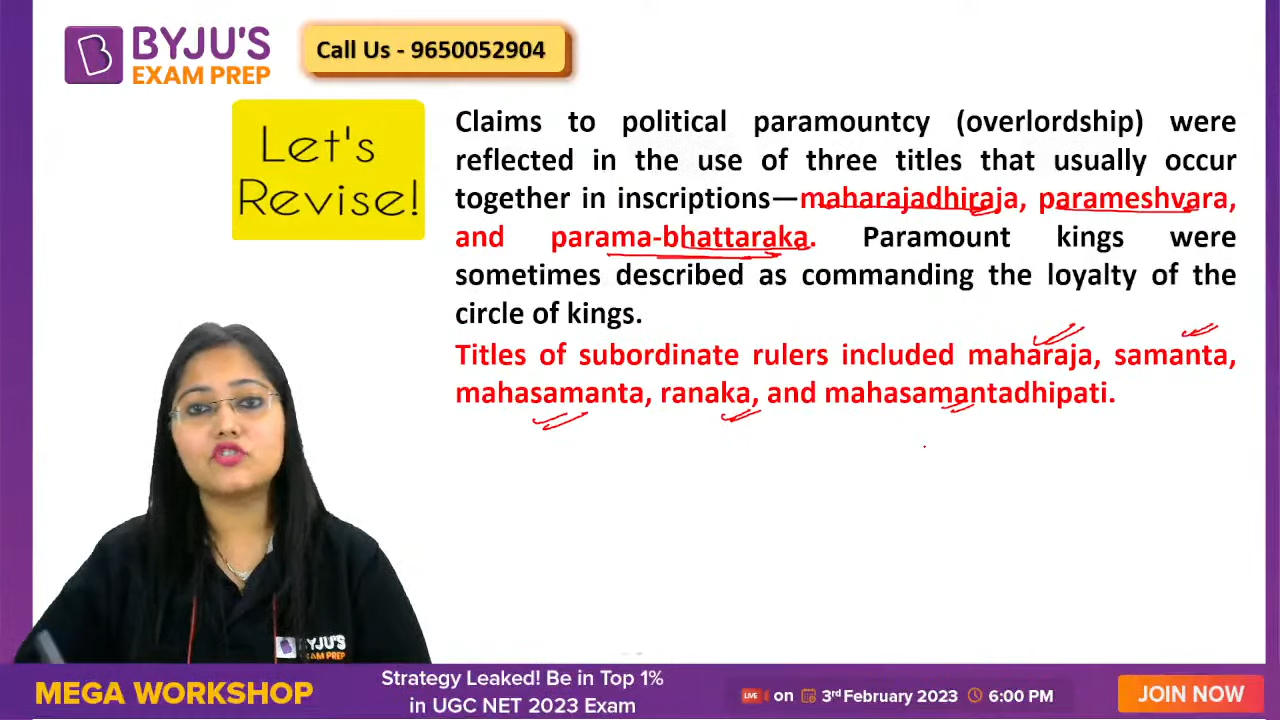 BYJU'S
EXAM PREP
Call Us - 9650052904
Let's
Revise!
Claims to political paramountcy (overlordship) were
reflected in the use of three titles that usually occur
together in inscriptions—maharajadhiraja, parameshvara,
and parama-bhattaraka. Paramount kings were
sometimes described as commanding the loyalty of the
circle of kings.
Titles of subordinate rulers included maharaja, samanta,
mahasamanta, ranaka, and mahasamantadhipati.
BYJU'S
EXAM PREP
MEGA WORKSHOP
Strategy Leaked! Be in Top 1%
in UGC NET 2023 Exam
LIVE on 3rd February 2023 6:00 PM
JOIN NOW